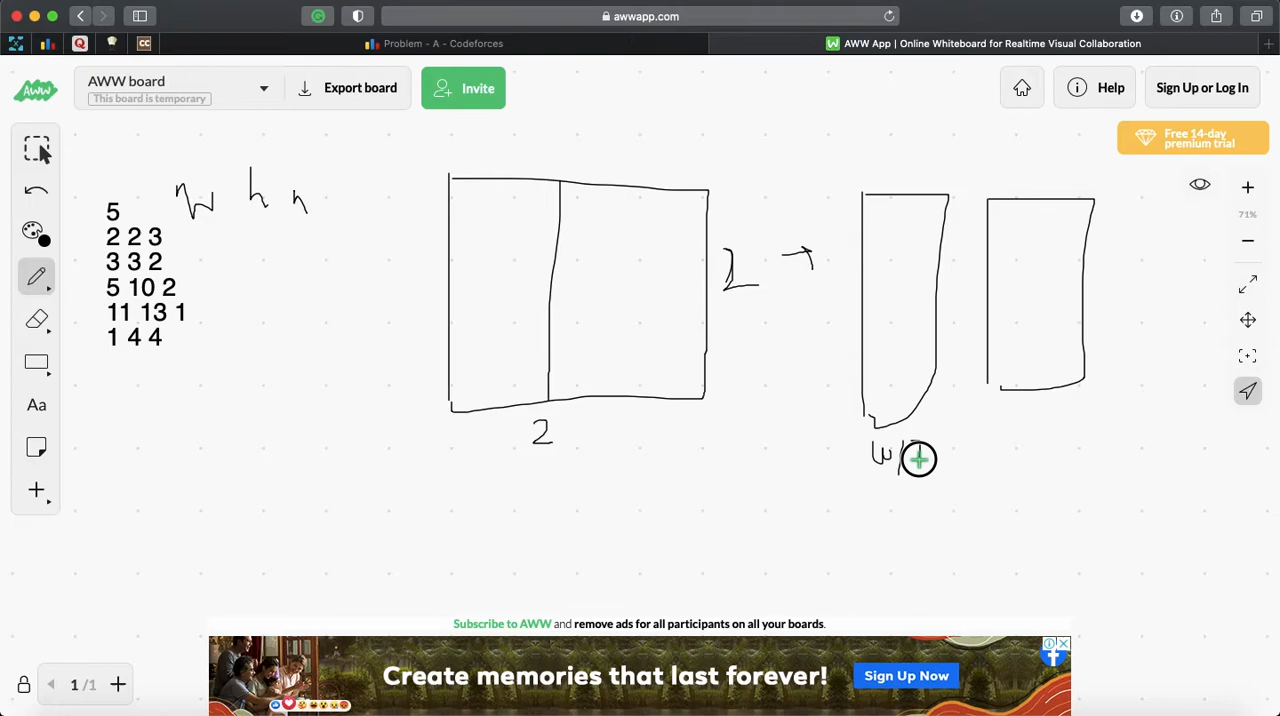 awwapp.com
Problem - A - Codeforces
AWW App | Online Whiteboard for Realtime Visual Collaboration
AWW
AWW board
This board is temporary
Export board
Invite
Help
Sign Up or Log In
Free 14-day
premium trial
71%
w h n
5
2 2 3
3 3 2
5 10 2
11 13 1
1 4 4
2
2
w/
Aa
Subscribe to AWW and remove ads for all participants on all your boards.
Create memories that last forever!
Sign Up Now
1 /1